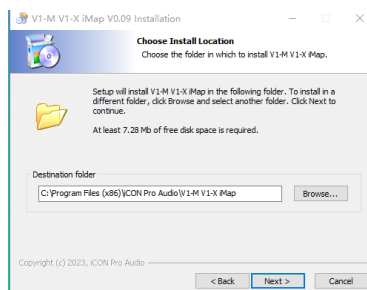 V1-M V1-X iMap V0.09 Installation
Choose Install Location
Choose the folder in which to install V1-M V1-X iMap.
Setup will install V1-M V1-X iMap in the following folder. To install in a
different folder, click Browse and select another folder. Click Next to
continue.
At least 7.28 Mb of free disk space is required.
Destination folder
C:\Program Files (x86)\iCON Pro Audio\V1-M V1-X iMap
Browse...
Copyright (c) 2023, iCON Pro Audio
< Back
Next >
Cancel